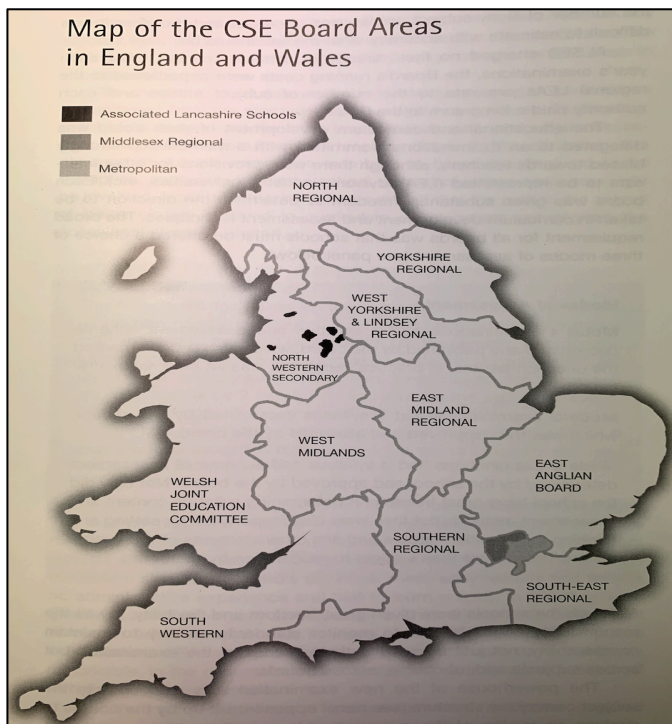 Map of the CSE Board Areas
in England and Wales
Associated Lancashire Schools
Middlesex Regional
Metropolitan
NORTH
REGIONAL
YORKSHIRE
REGIONAL
WEST
YORKSHIRE
& LINDSEY
REGIONAL
NORTH
WESTERN
SECONDARY
EAST
MIDLAND
REGIONAL
WEST
MIDLANDS
EAST
ANGLIAN
BOARD
WELSH
JOINT
EDUCATION
COMMITTEE
SOUTHERN
REGIONAL
SOUTH-EAST
REGIONAL
SOUTH
WESTERN